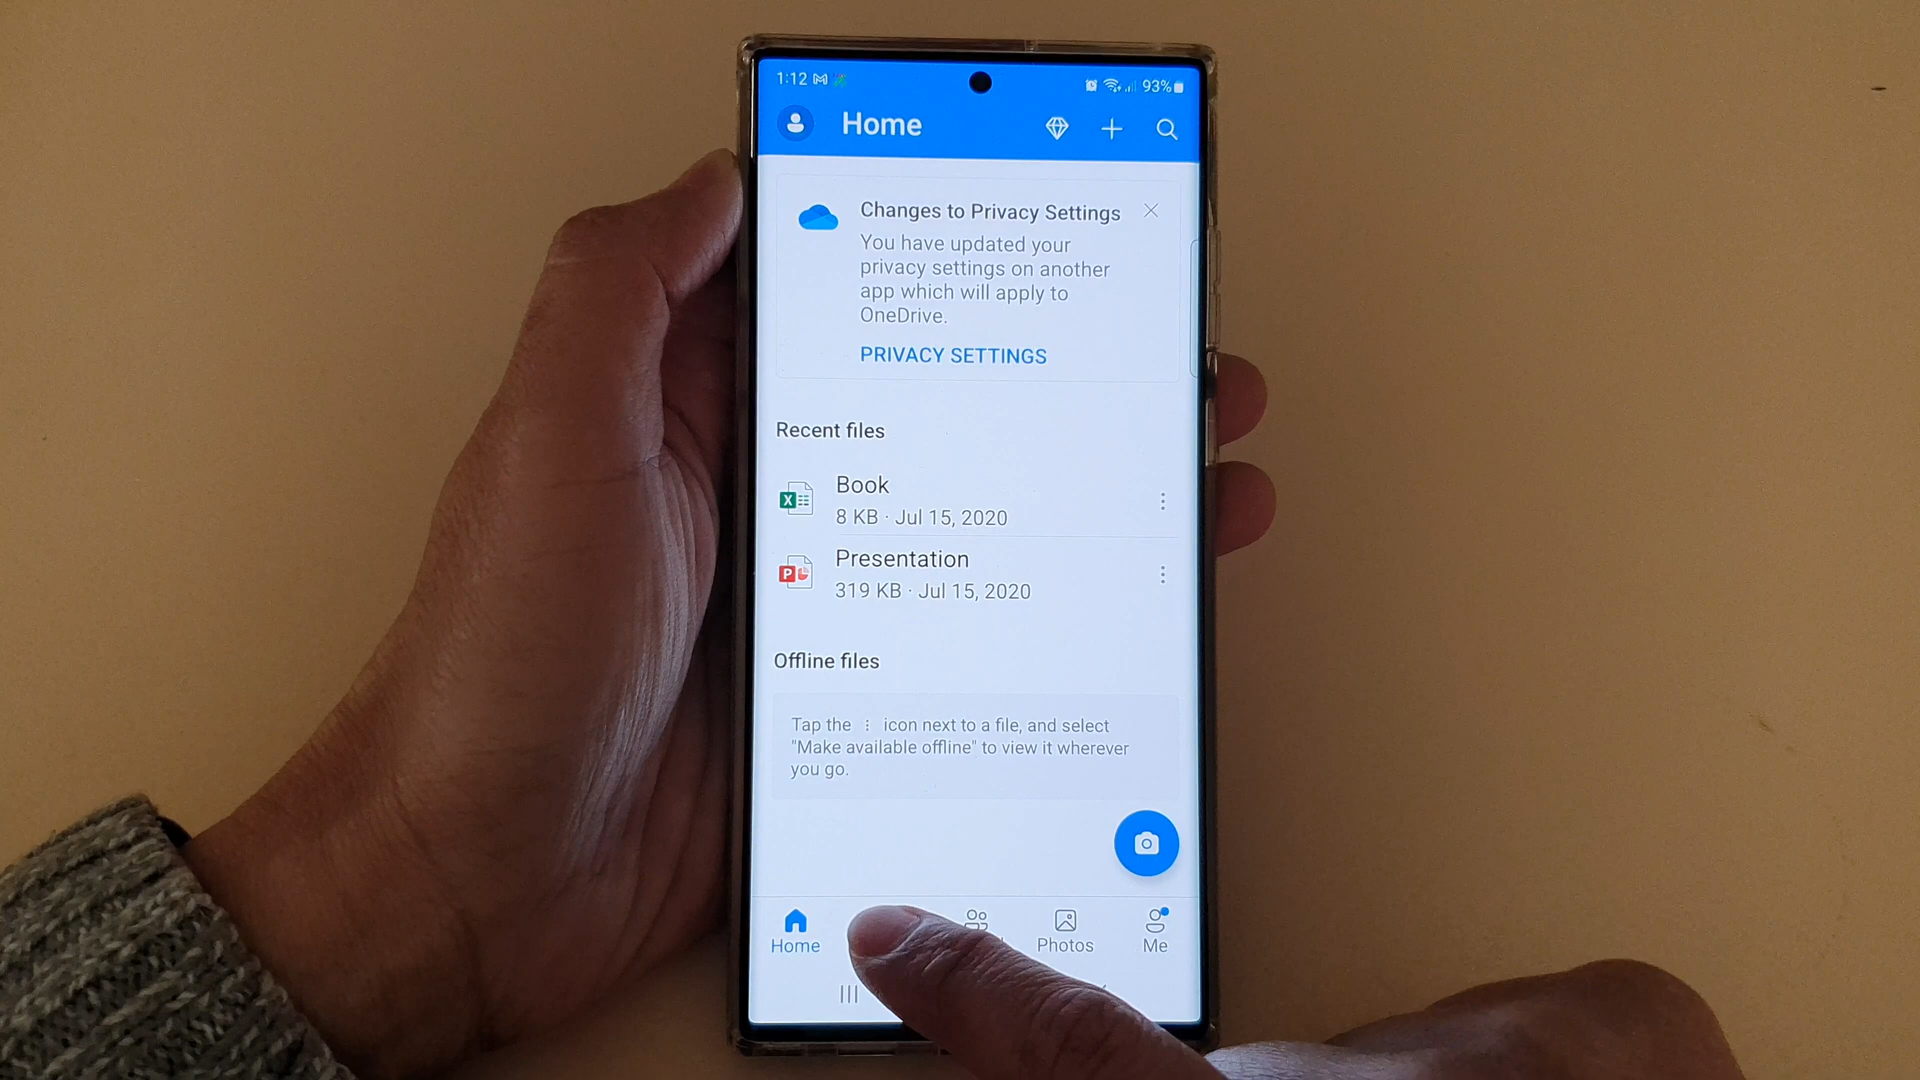 1:12
93%
Home
Changes to Privacy Settings
You have updated your
privacy settings on another
app which will apply to
OneDrive.
PRIVACY SETTINGS
Recent files
X
Book
8 KB · Jul 15, 2020
P
Presentation
319 KB · Jul 15, 2020
Offline files
Tap the ⋮ icon next to a file, and select
"Make available offline" to view it wherever
you go.
Home
Photos
Me